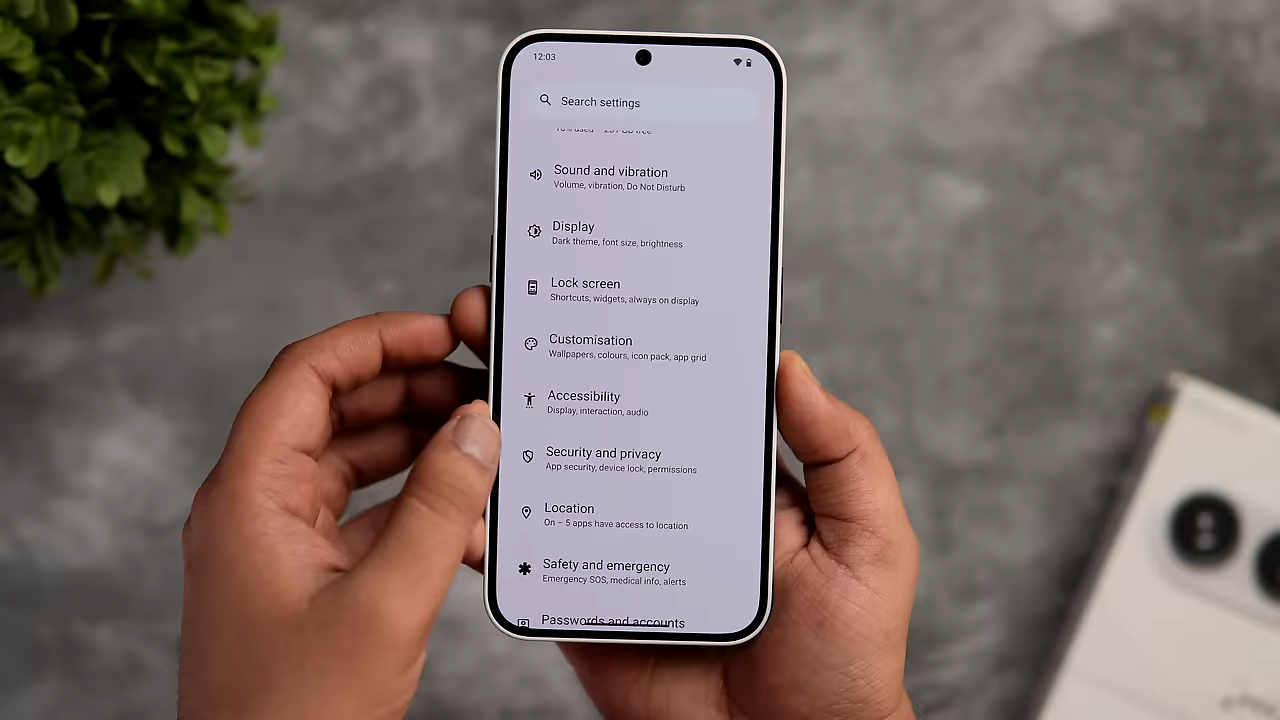 12:03
Search settings
Sound and vibration
Volume, vibration, Do Not Disturb
Display
Dark theme, font size, brightness
Lock screen
Shortcuts, widgets, always on display
Customisation
Wallpapers, colours, icon pack, app grid
Accessibility
Display, interaction, audio
Security and privacy
App security, device lock, permissions
Location
On – 5 apps have access to location
Safety and emergency
Emergency SOS, medical info, alerts
Passwords and accounts